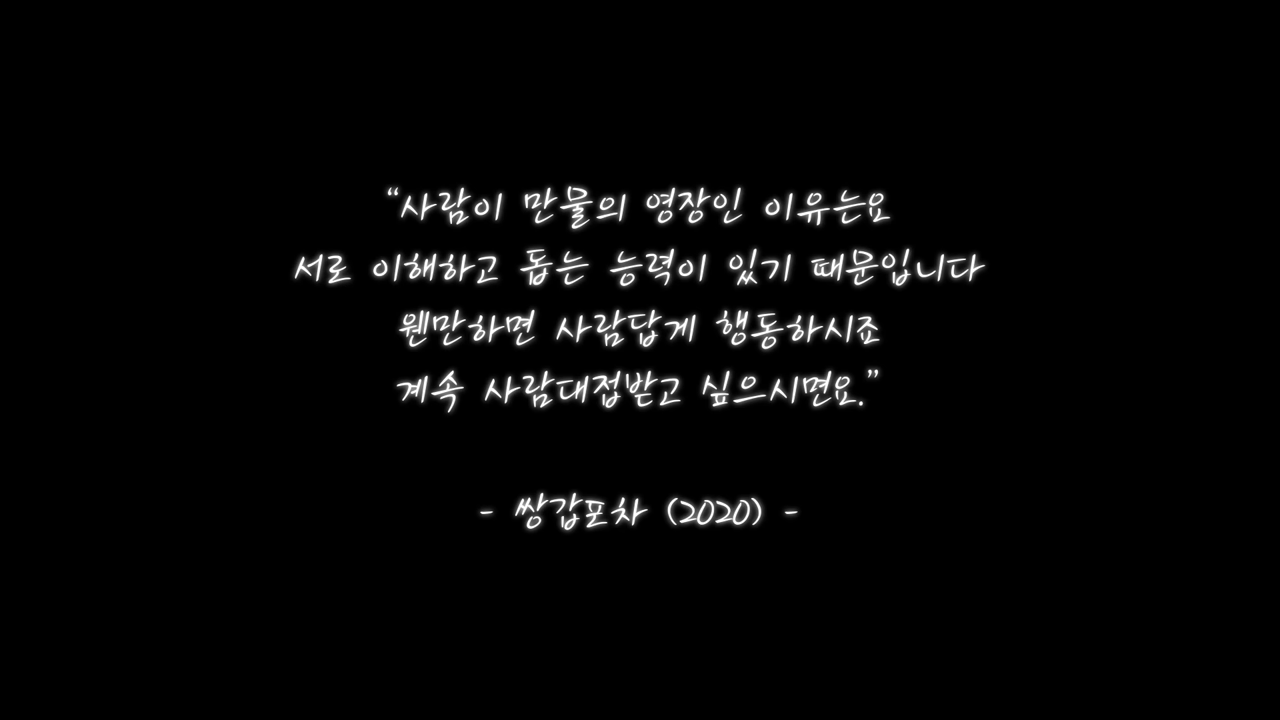 “사람이 만물의 영장인 이유는요
서로 이해하고 돕는 능력이 있기 때문입니다
웬만하면 사람답게 행동하시죠
계속 사람대접받고 싶으시면요.”
- 쌍갑포차 (2020) -